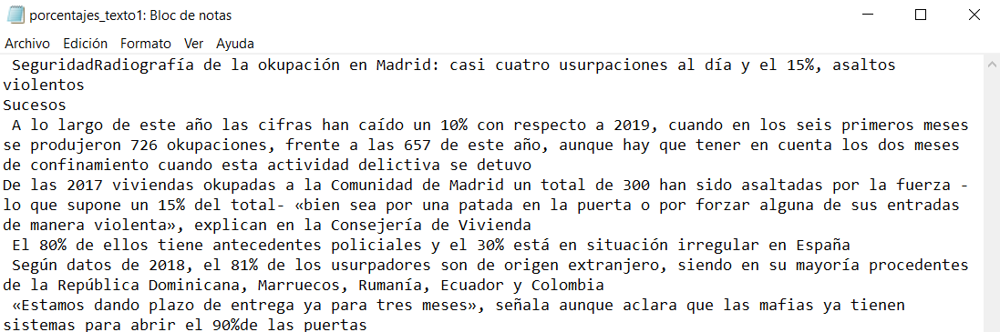 porcentajes_texto1: Bloc de notas
Archivo Edición Formato Ver Ayuda
SeguridadRadiografía de la okupación en Madrid: casi cuatro usurpaciones al día y el 15%, asaltos
violentos
Sucesos
A lo largo de este año las cifras han caído un 10% con respecto a 2019, cuando en los seis primeros meses
se produjeron 726 okupaciones, frente a las 657 de este año, aunque hay que tener en cuenta los dos meses
de confinamiento cuando esta actividad delictiva se detuvo
De las 2017 viviendas okupadas a la Comunidad de Madrid un total de 300 han sido asaltadas por la fuerza -
lo que supone un 15% del total- «bien sea por una patada en la puerta o por forzar alguna de sus entradas
de manera violenta», explican en la Consejería de Vivienda
El 80% de ellos tiene antecedentes policiales y el 30% está en situación irregular en España
Según datos de 2018, el 81% de los usurpadores son de origen extranjero, siendo en su mayoría procedentes
de la República Dominicana, Marruecos, Rumanía, Ecuador y Colombia
«Estamos dando plazo de entrega ya para tres meses», señala aunque aclara que las mafias ya tienen
sistemas para abrir el 90%de las puertas